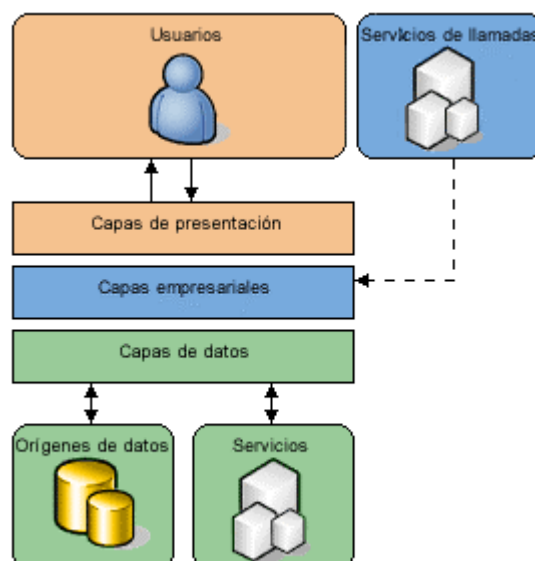 Usuarios
Servicios de llamadas
Capas de presentación
Capas empresariales
Capas de datos
Orígenes de datos
Servicios